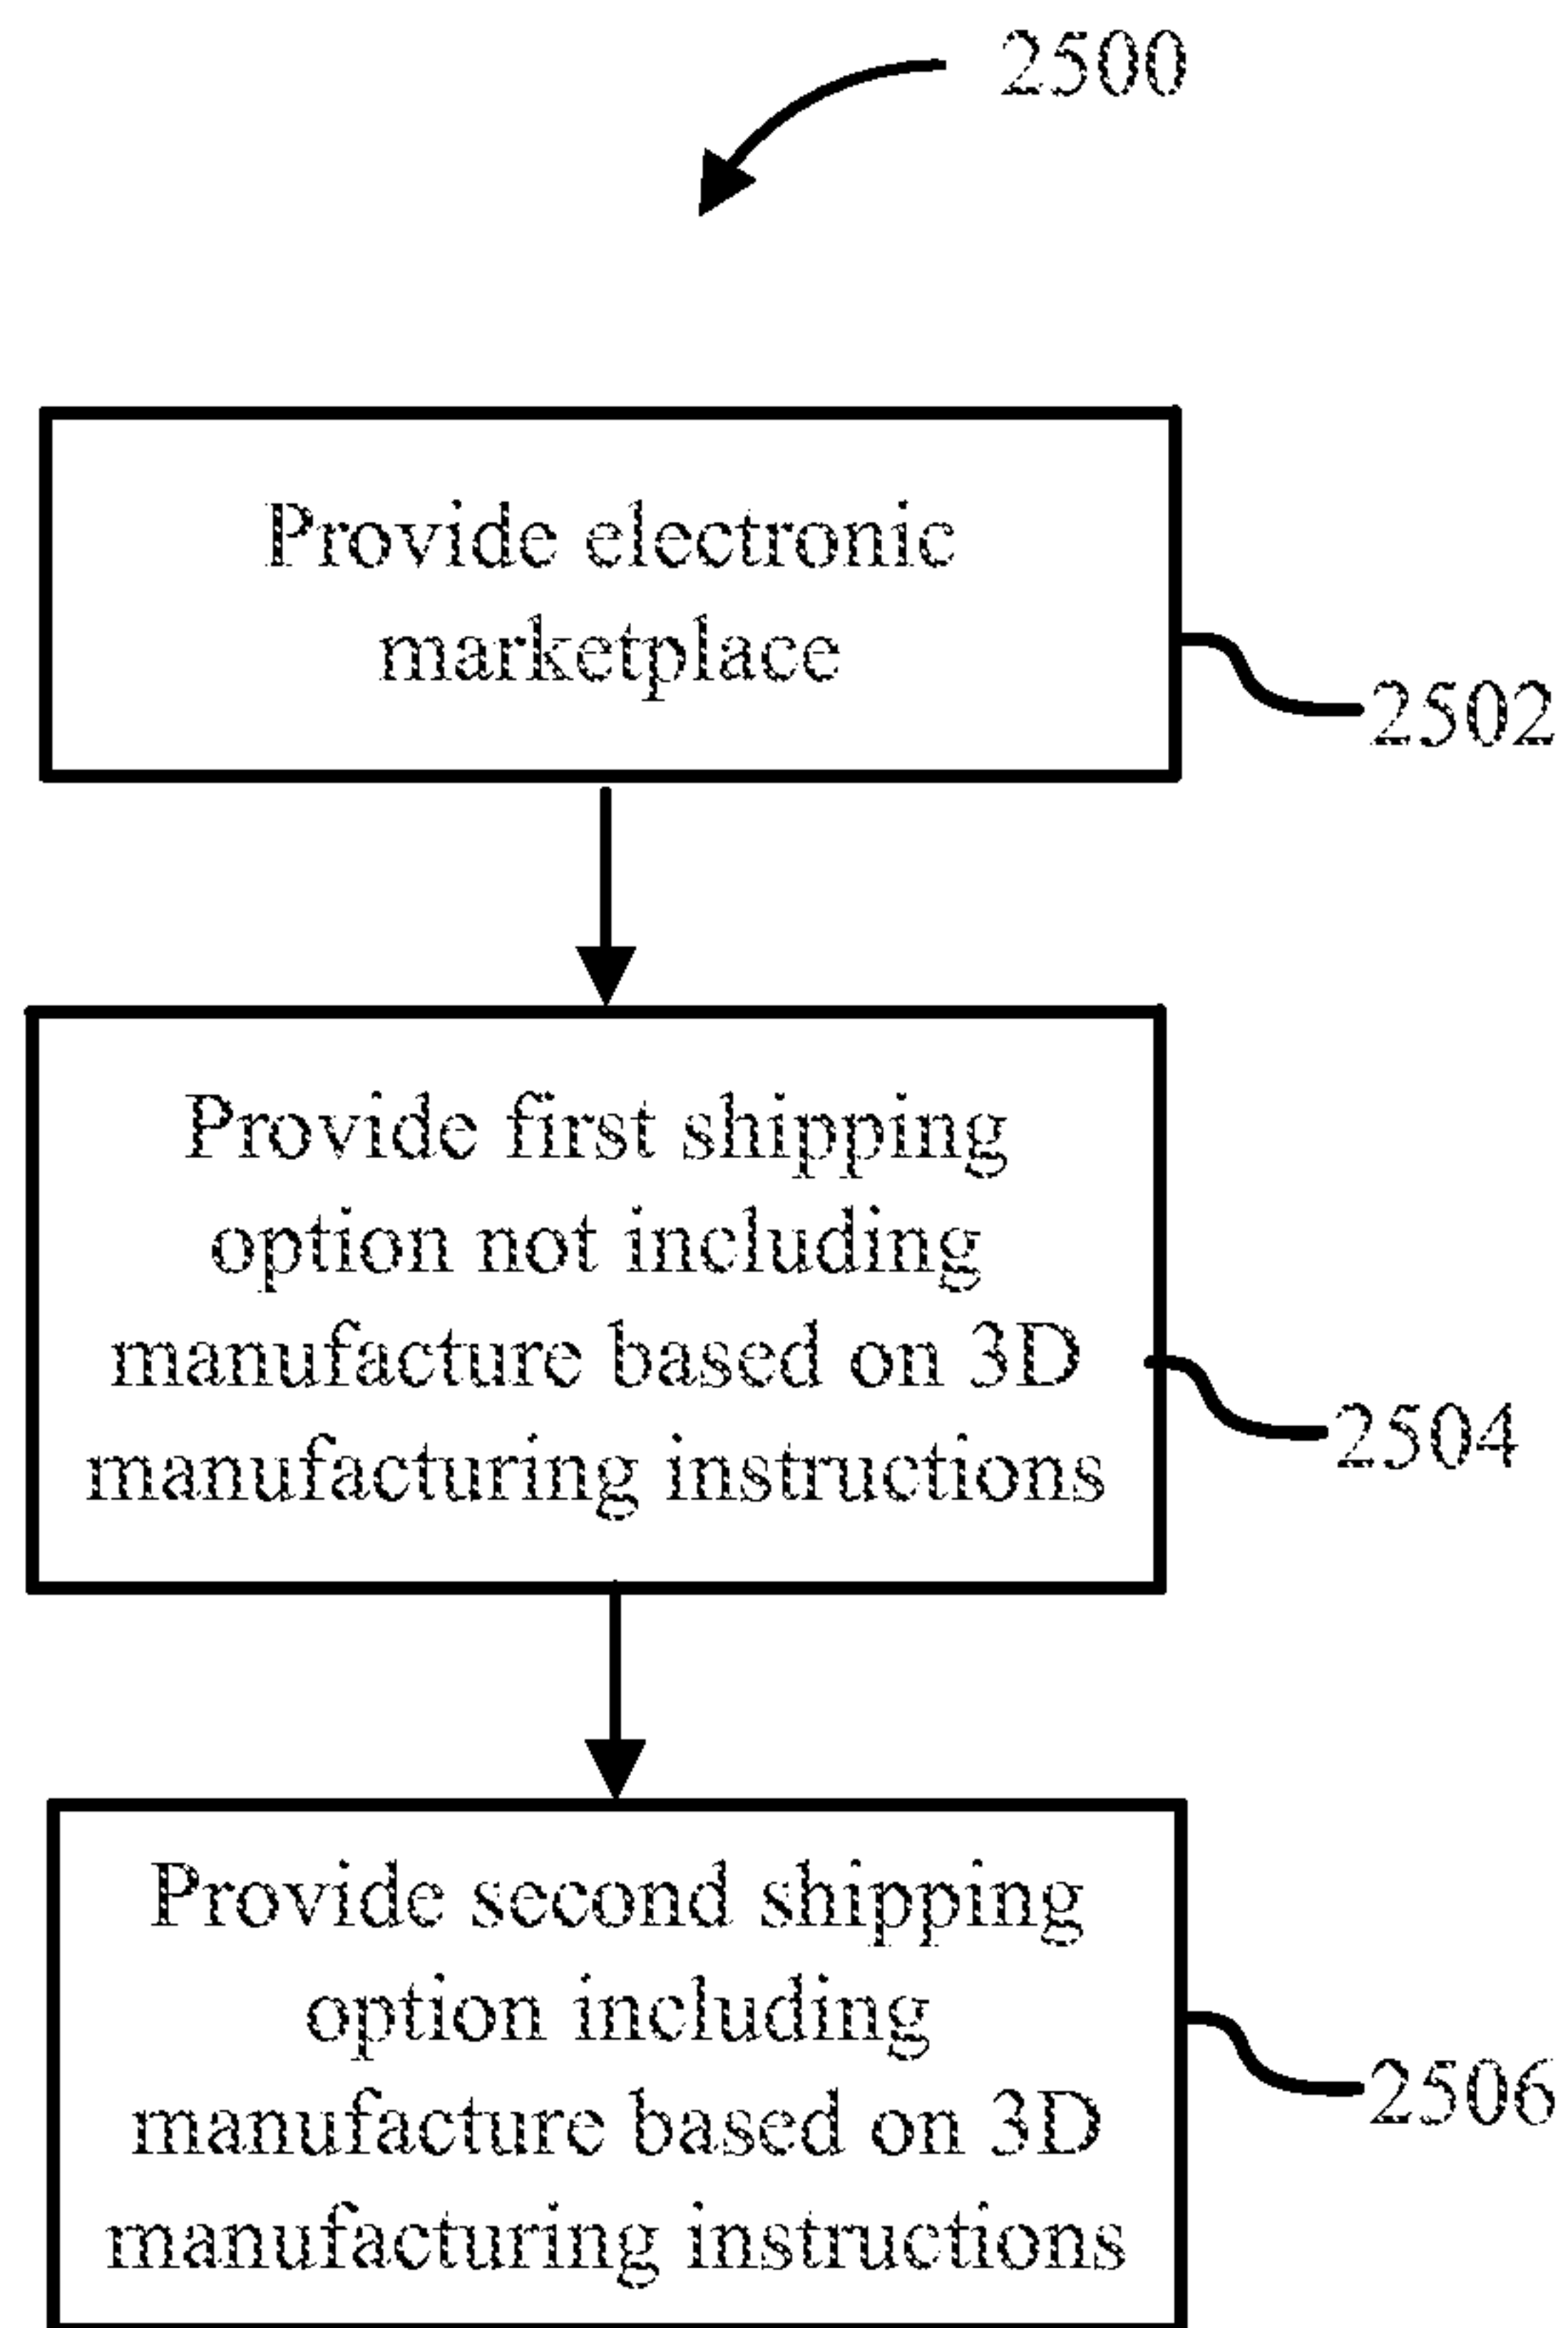 2500
Provide electronic
marketplace
2502
Provide first shipping
option not including
manufacture based on 3D
manufacturing instructions
2504
Provide second shipping
option including
manufacture based on 3D
manufacturing instructions
2506